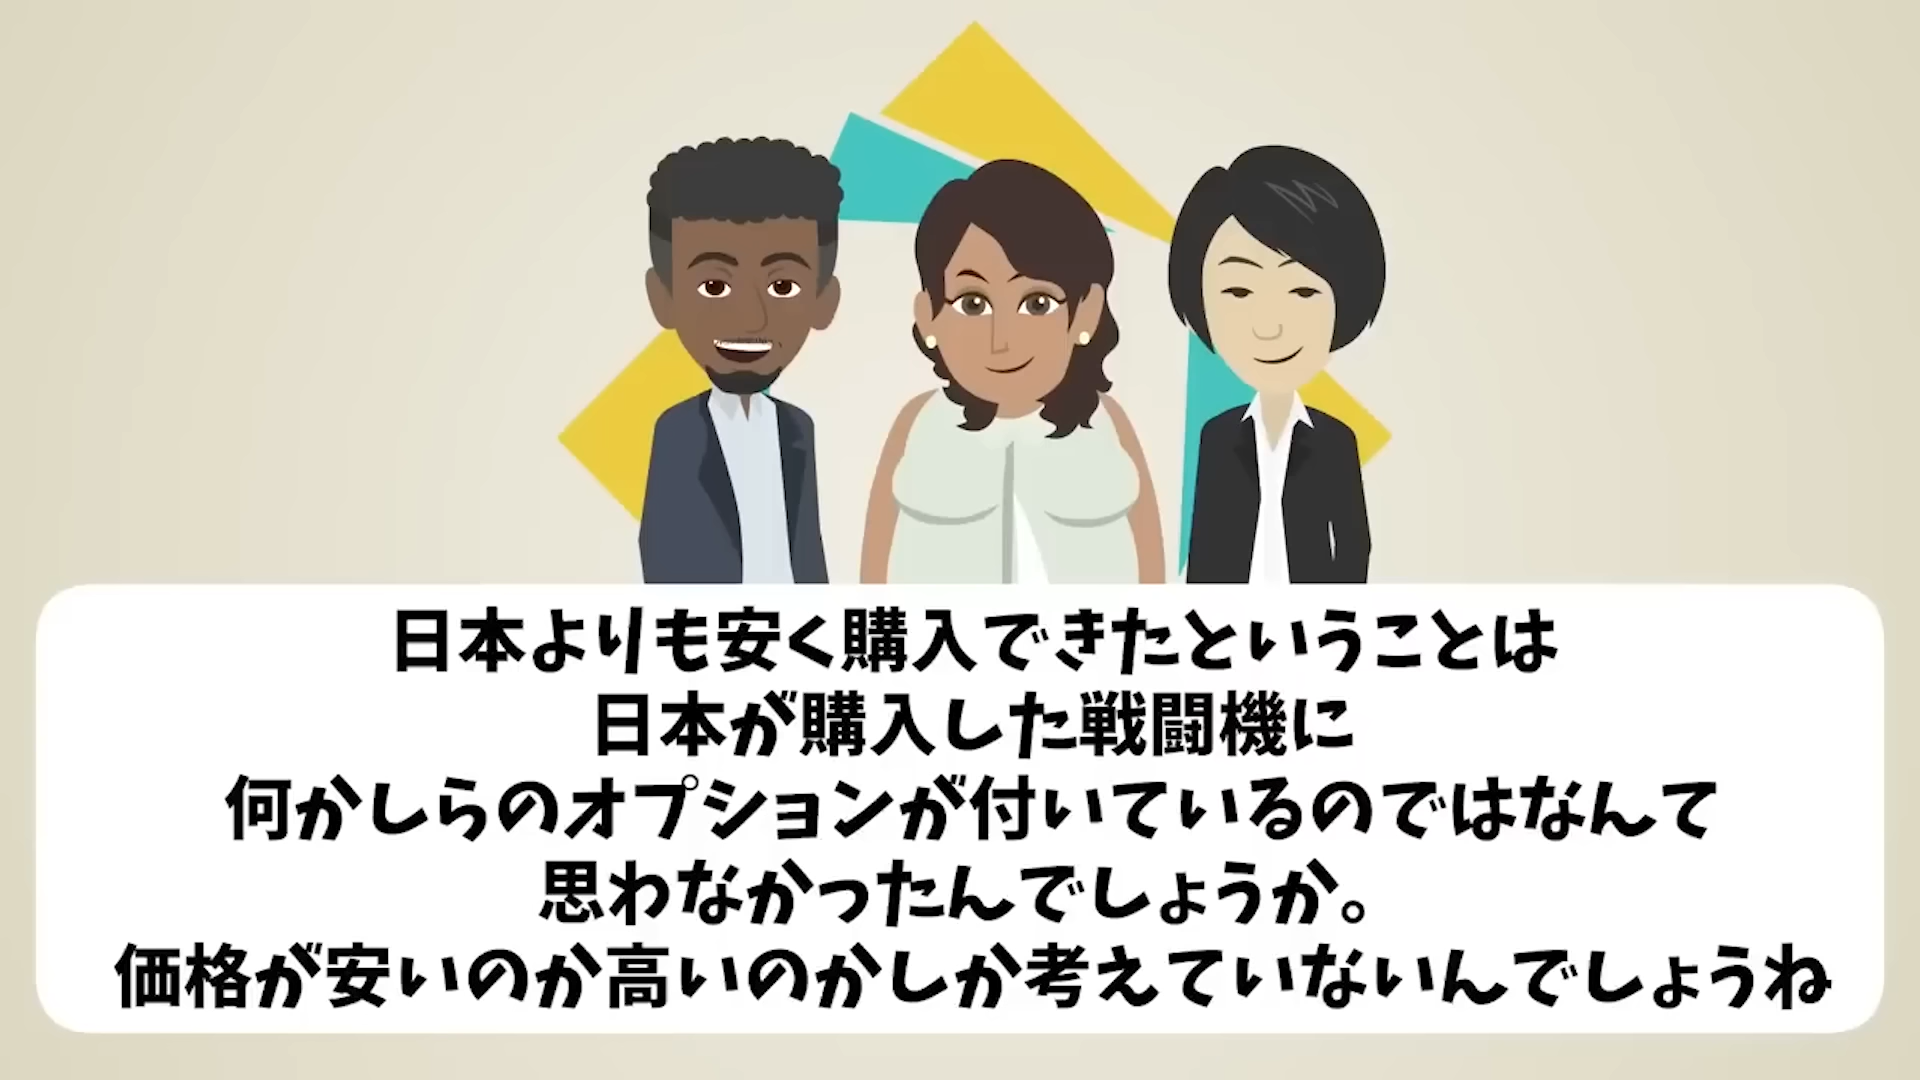 日本よりも安く購入できたということは
日本が購入した戦闘機に
何かしらのオプションが付いているのではなんて
思わなかったんでしょうか。
価格が安いのか高いのかしか考えていないんでしょうね